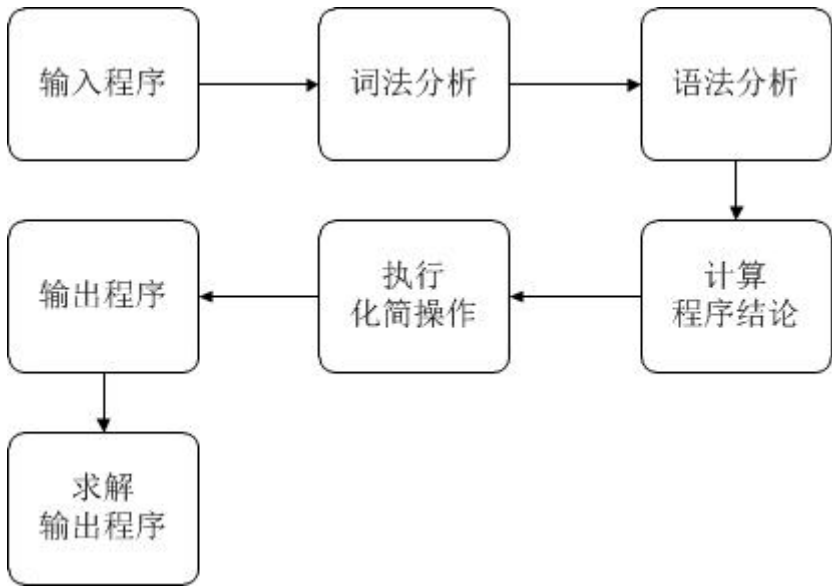 输入程序
词法分析
语法分析
计算
程序结论
执行
化简操作
输出程序
求解
输出程序